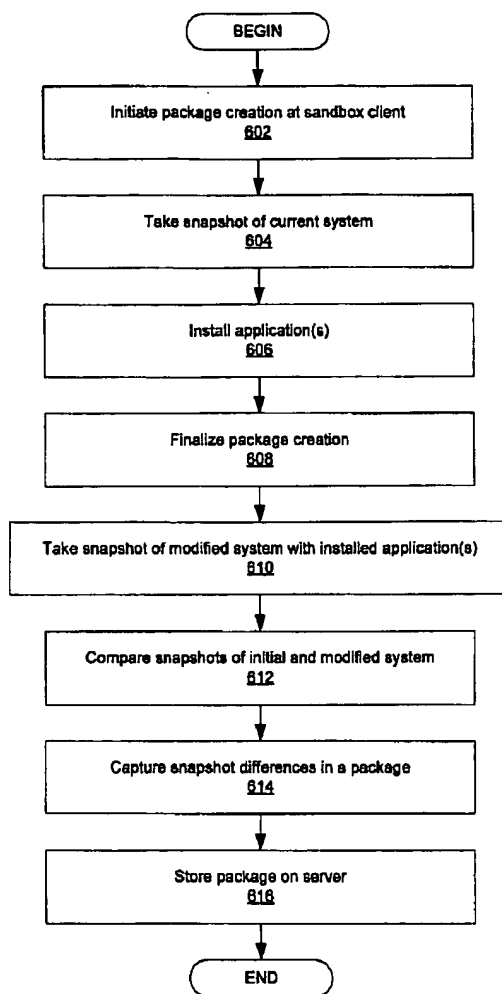 BEGIN
Initiate package creation at sandbox client
602
Take snapshot of current system
604
Install application(s)
606
Finalize package creation
608
Take snapshot of modified system with installed application(s)
610
Compare snapshots of initial and modified system
612
Capture snapshot differences in a package
614
Store package on server
616
END